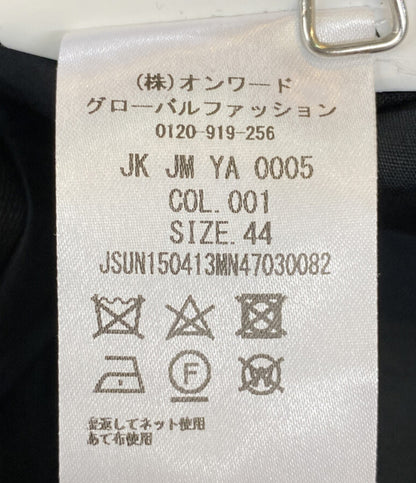 (株)オンワード
グローバルファッション
0120-919-256
JK JM YA 0005
COL.001
SIZE.44
JSUN150413MN47030082
F W
裏返してネット使用
あて布使用